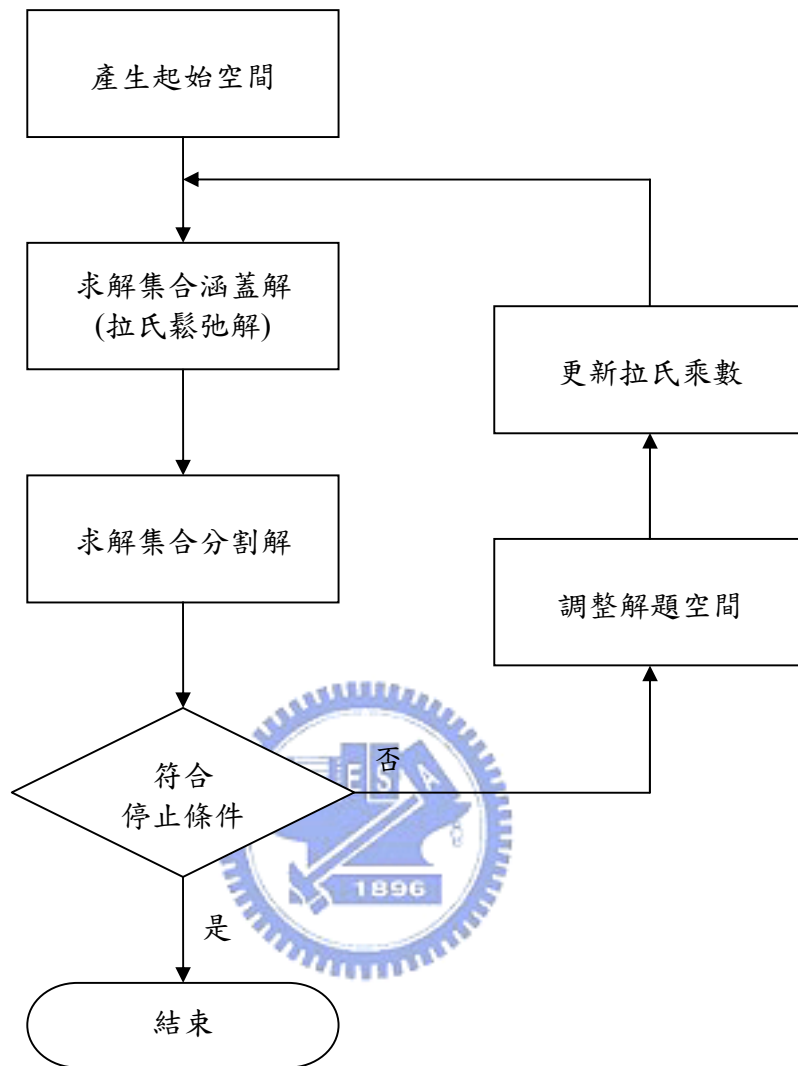 產生起始空間
求解集合涵蓋解
(拉氏鬆弛解)
求解集合分割解
符合
停止條件
是
結束
否
調整解題空間
更新拉氏乘數
E S A
1896